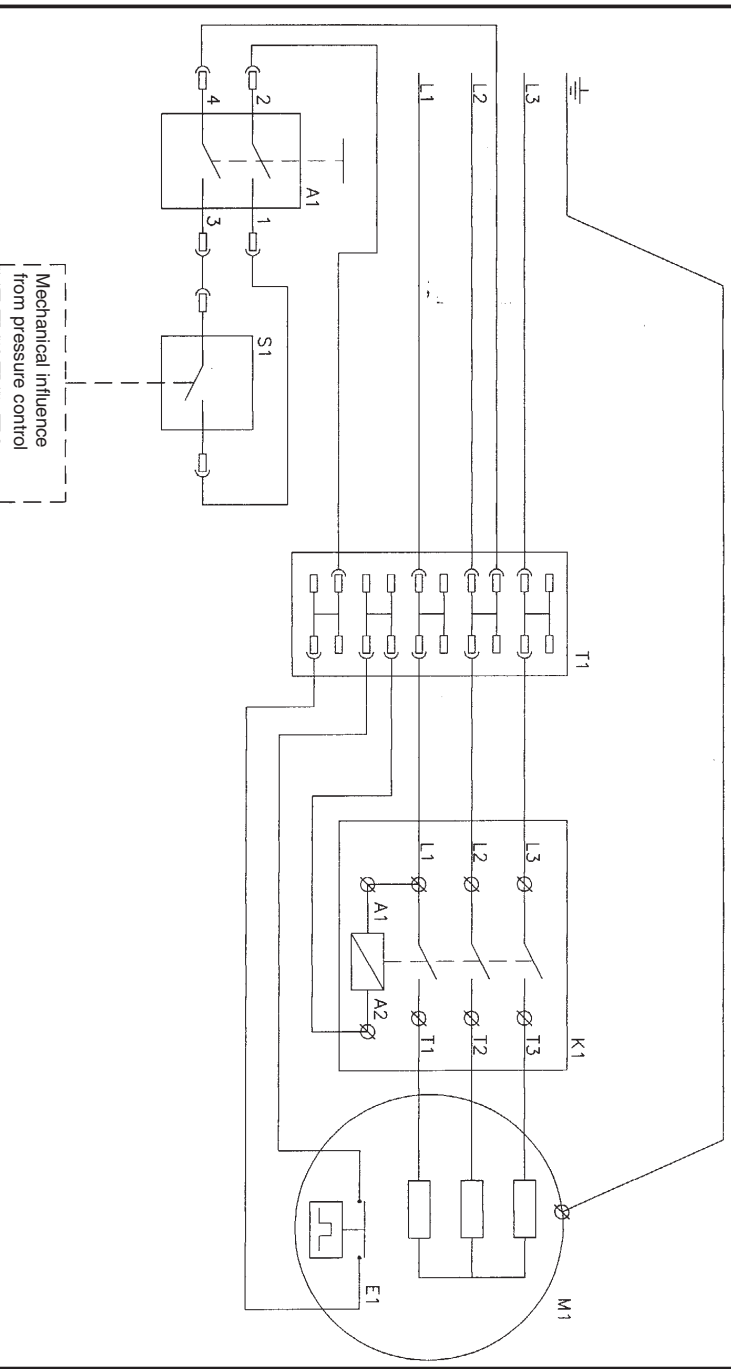 L3
L2
L1
2
4
A1
1
3
S1
Mechanical influence
from pressure control
T1
L3
L2
L1
A1
A2
T3
T2
T1
K1
E1
M1